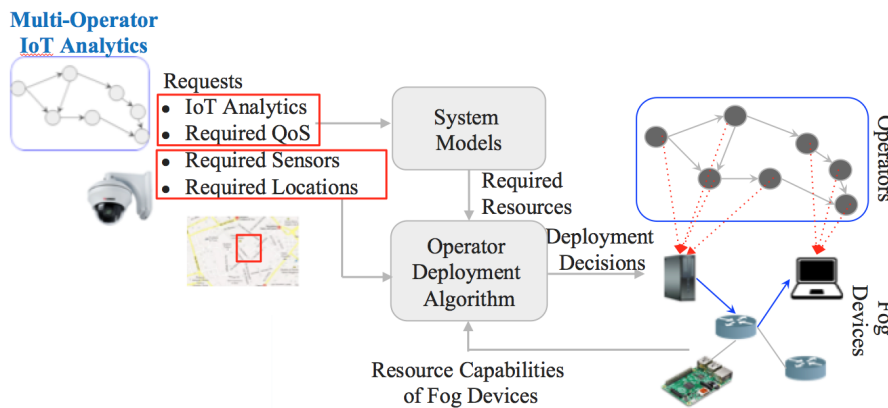 Multi-Operator
IoT Analytics
Requests
• IoT Analytics
• Required QoS
• Required Sensors
• Required Locations
System
Models
Required
Resources
Operator
Deployment
Algorithm
Deployment
Decisions
Operators
Fog
Devices
Resource Capabilities
of Fog Devices